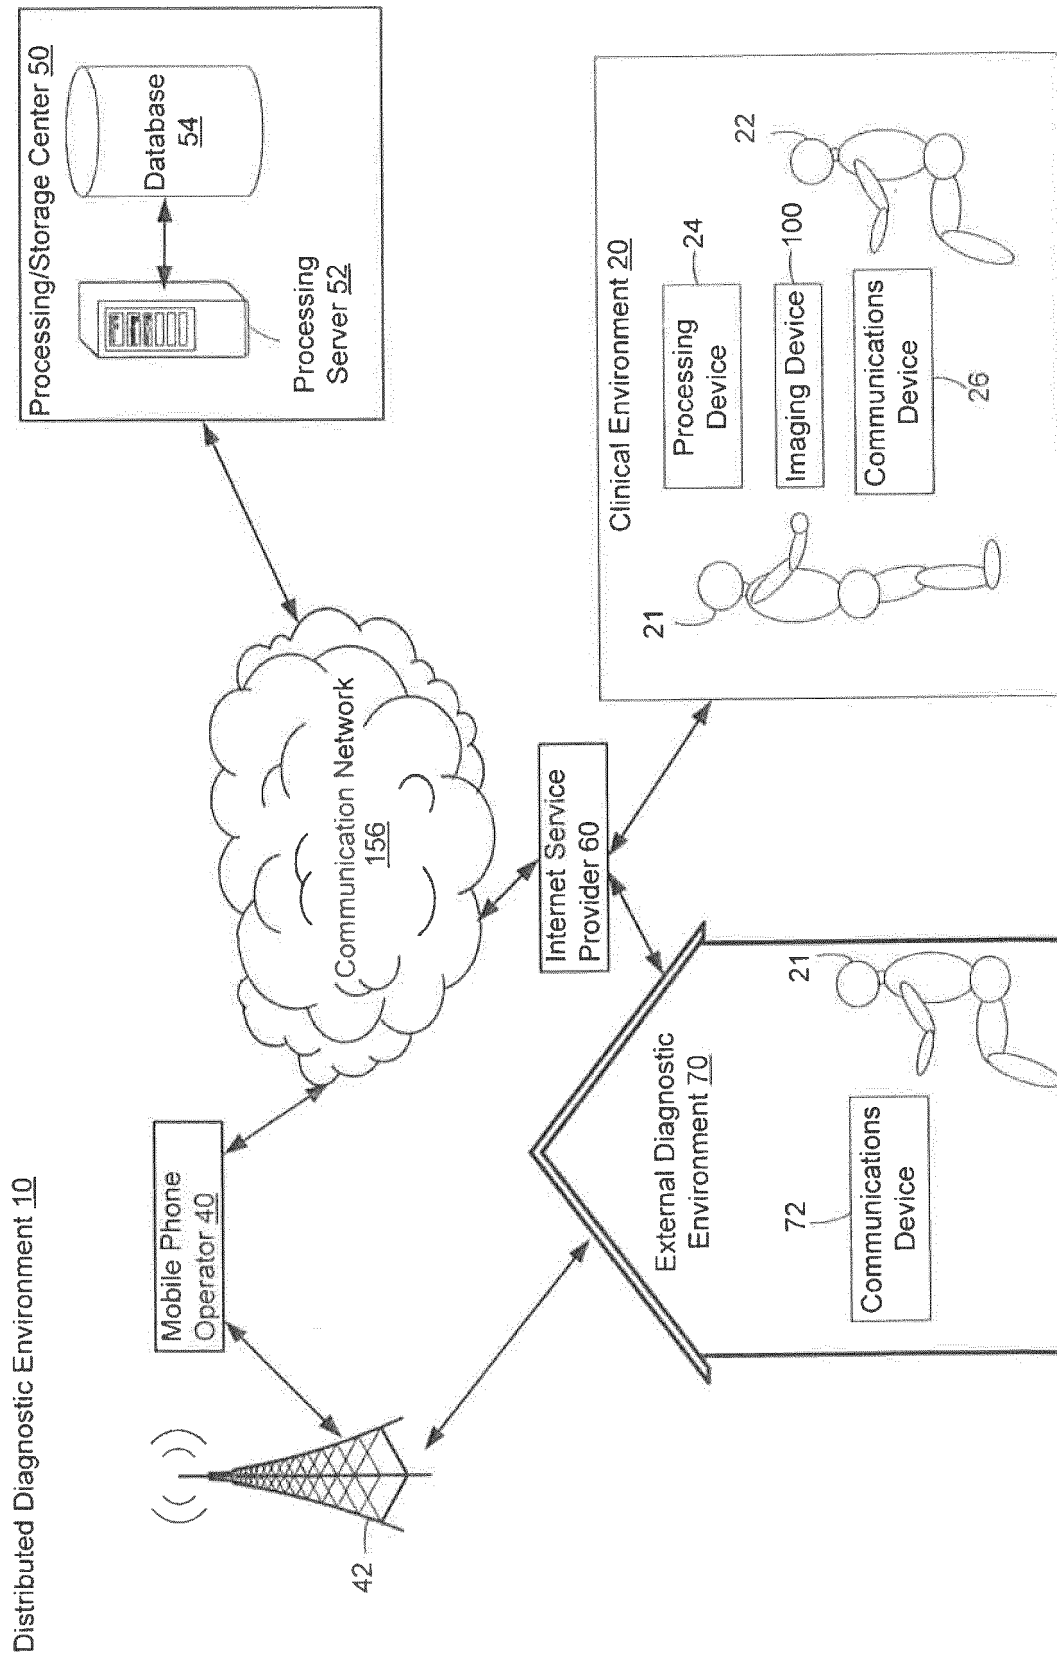 Distributed Diagnostic Environment 10
Mobile Phone
Operator 40
42
Communication Network
156
Processing/Storage Center 50
Database
54
Processing
Server 52
Internet Service
Provider 60
External Diagnostic
Environment 70
72
Communications
Device
21
Clinical Environment 20
21
Processing
Device
24
Imaging Device
100
Communications
Device
26
22